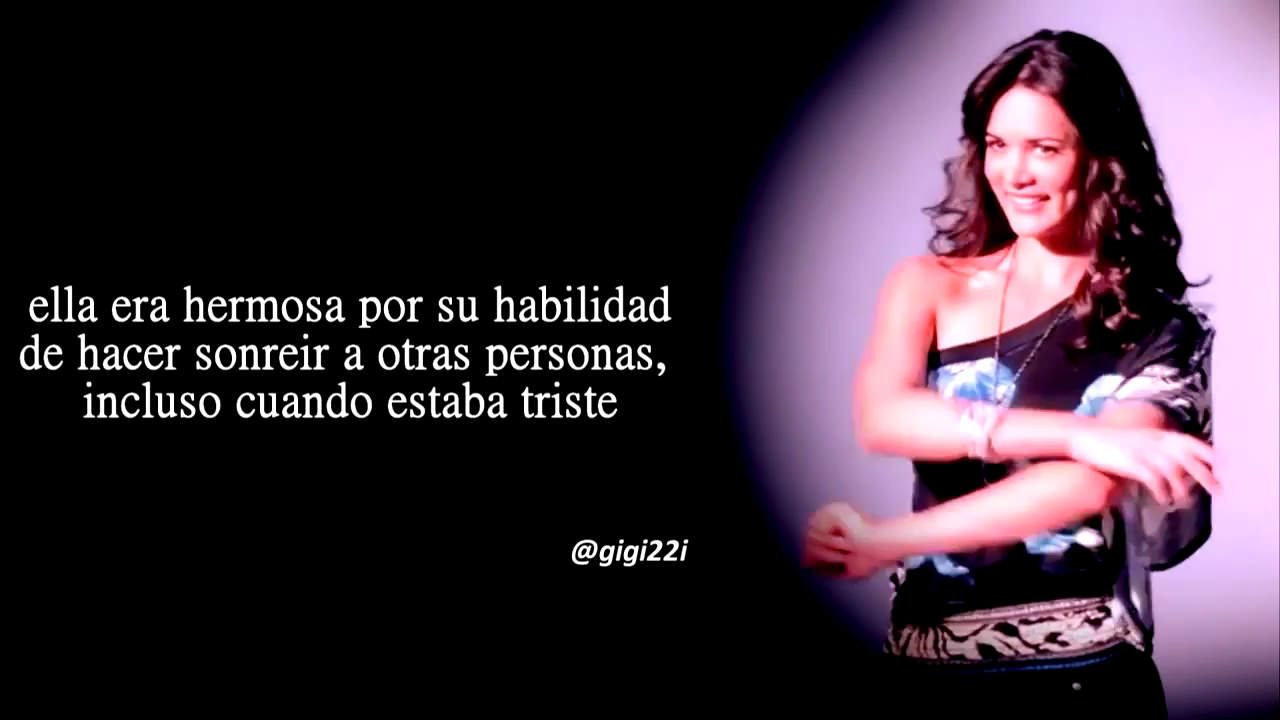 ella era hermosa por su habilidad
de hacer sonreir a otras personas,
incluso cuando estaba triste
@gigi22i